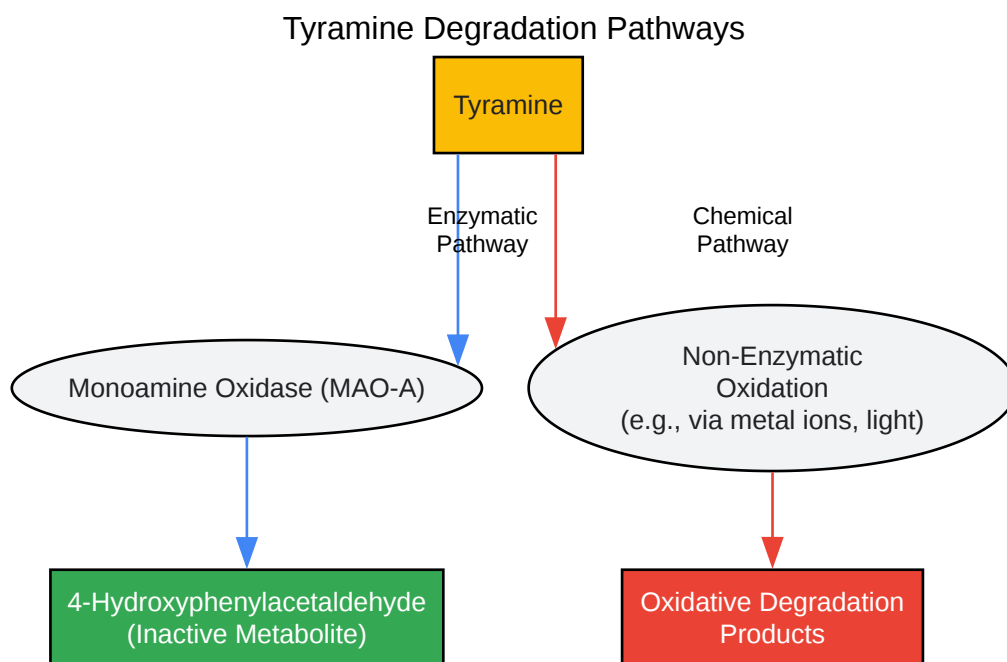 Tyramine Degradation Pathways
Tyramine
Enzymatic
Pathway
Chemical
Pathway
Monoamine Oxidase (MAO-A)
Non-Enzymatic
Oxidation
(e.g., via metal ions, light)
4-Hydroxyphenylacetaldehyde
(Inactive Metabolite)
Oxidative Degradation
Products